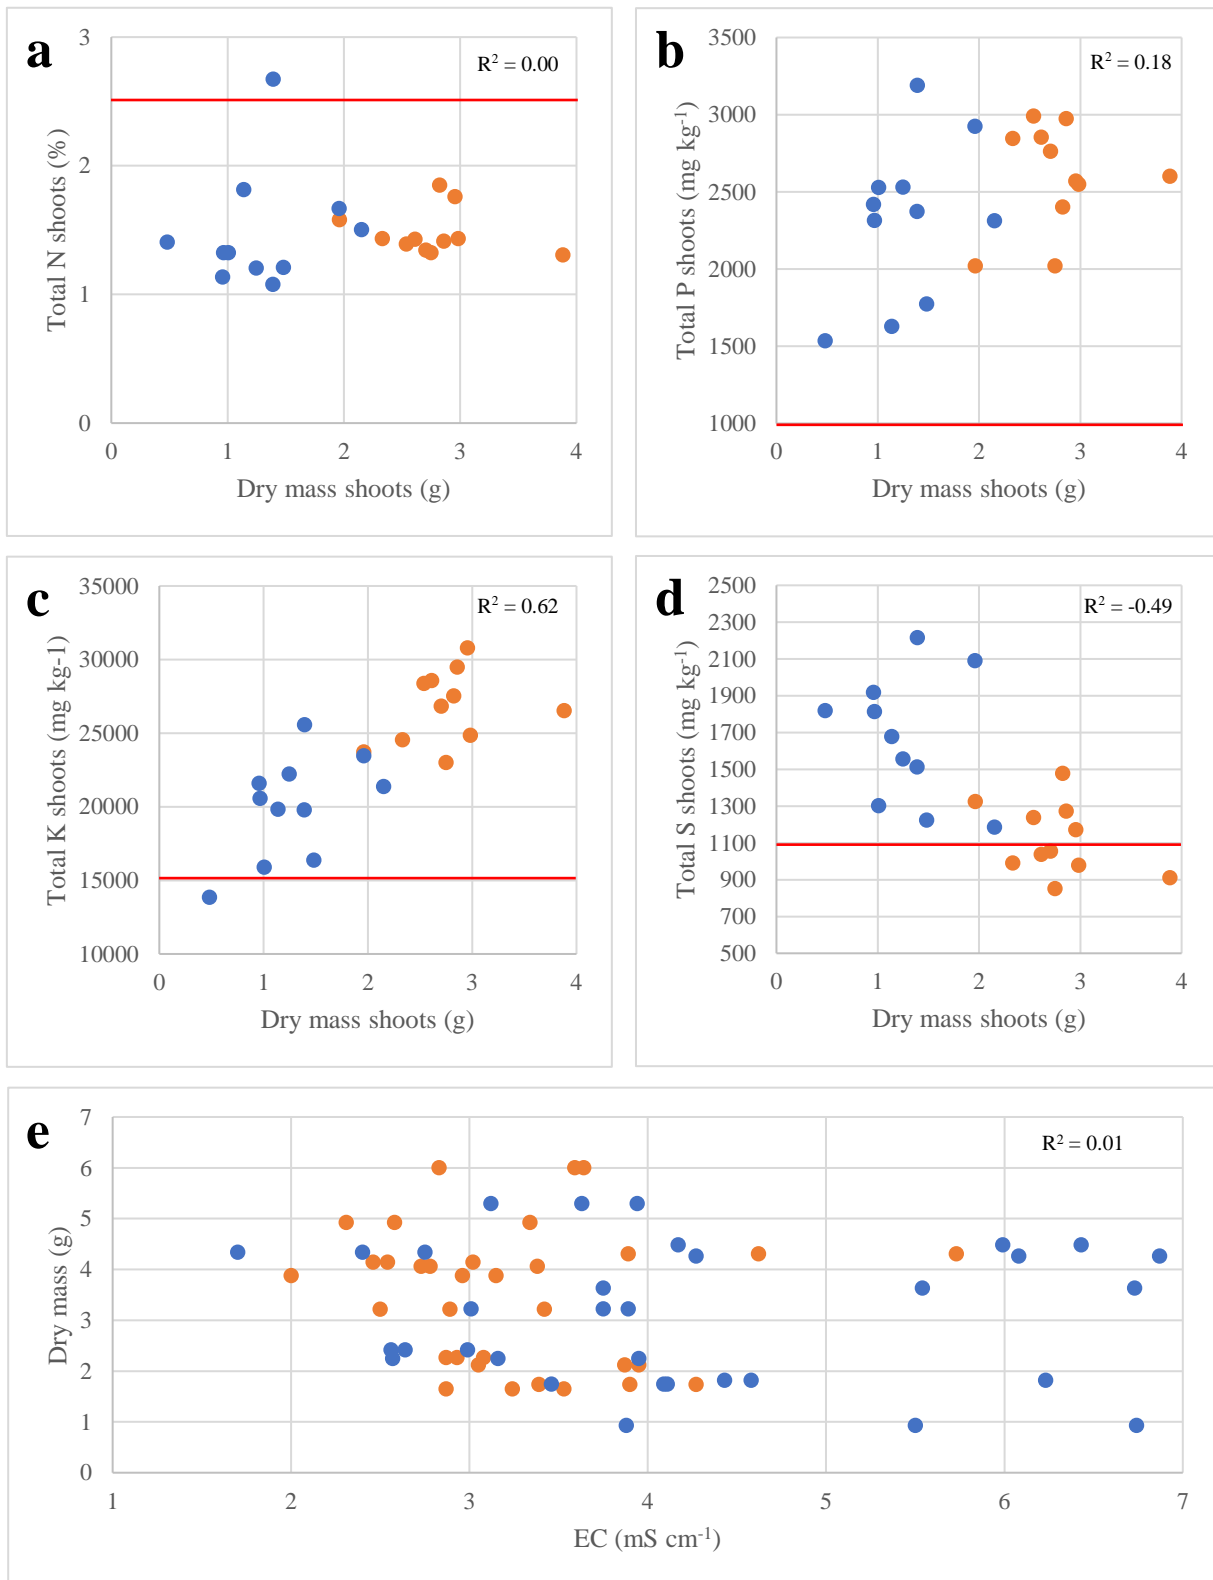 a
R² = 0.00
Total N shoots (%)
3
2
1
0
0 1 2 3 4
Dry mass shoots (g)
b
R² = 0.18
Total P shoots (mg kg⁻¹)
3500
3000
2500
2000
1500
1000
0 1 2 3 4
Dry mass shoots (g)
c
R² = 0.62
Total K shoots (mg kg-1)
35000
30000
25000
20000
15000
10000
0 1 2 3 4
Dry mass shoots (g)
d
R² = -0.49
Total S shoots (mg kg⁻¹)
2500
2300
2100
1900
1700
1500
1300
1100
900
700
500
0 1 2 3 4
Dry mass shoots (g)
e
R² = 0.01
Dry mass (g)
7
6
5
4
3
2
1
0
1 2 3 4 5 6 7
EC (mS cm⁻¹)